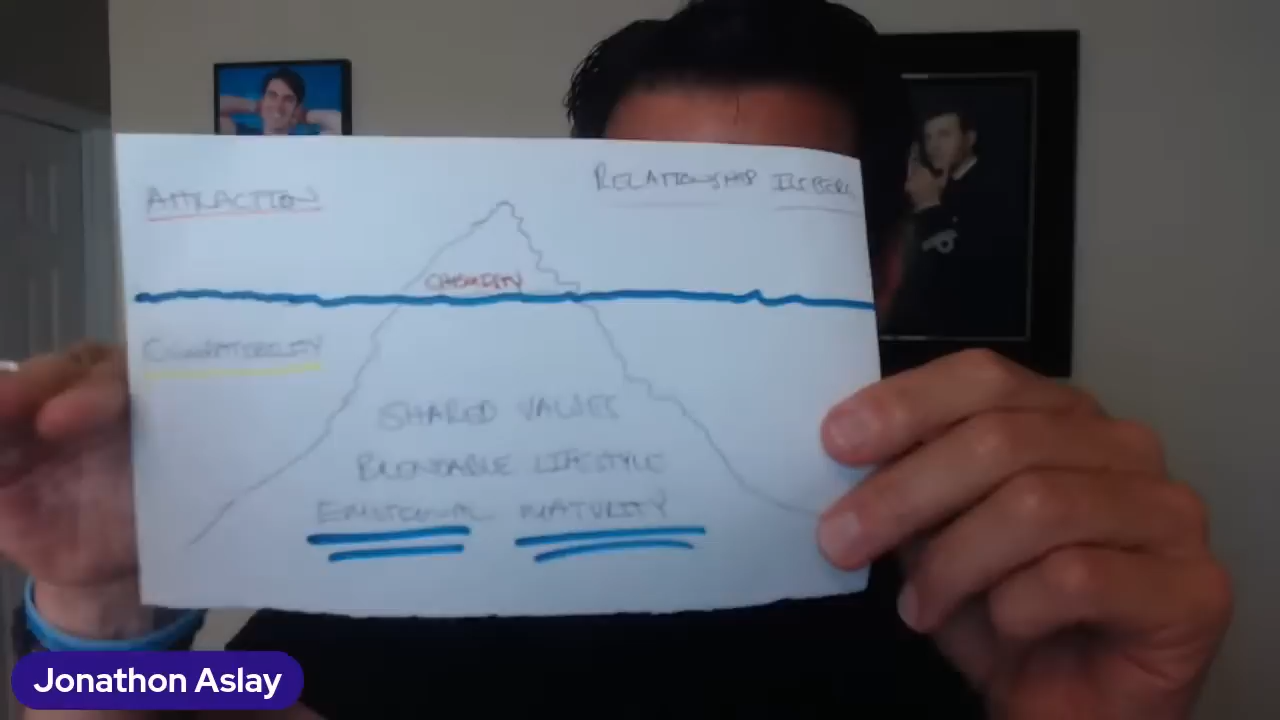 ATTRACTION
RELATIONSHIP ICEBERG
CHEMISTRY
COMPATIBILITY
SHARED VALUES
BLENDABLE LIFESTYLE
EMOTIONAL MATURITY
Jonathon Aslay